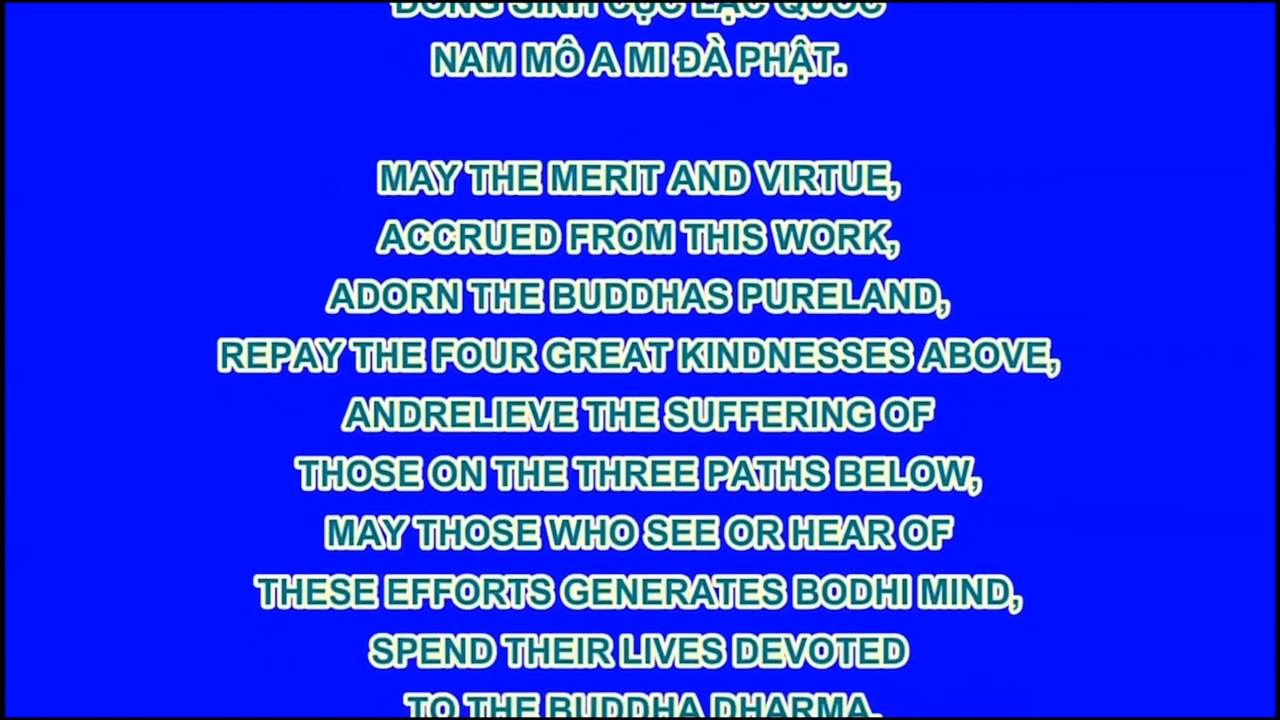 ĐỒNG SINH CỰC LẠC QUỐC
NAM MÔ A MI ĐÀ PHẬT.
MAY THE MERIT AND VIRTUE,
ACCRUED FROM THIS WORK,
ADORN THE BUDDHAS PURELAND,
REPAY THE FOUR GREAT KINDNESSES ABOVE,
ANDRELIEVE THE SUFFERING OF
THOSE ON THE THREE PATHS BELOW,
MAY THOSE WHO SEE OR HEAR OF
THESE EFFORTS GENERATES BODHI MIND,
SPEND THEIR LIVES DEVOTED
TO THE BUDDHA DHARMA,